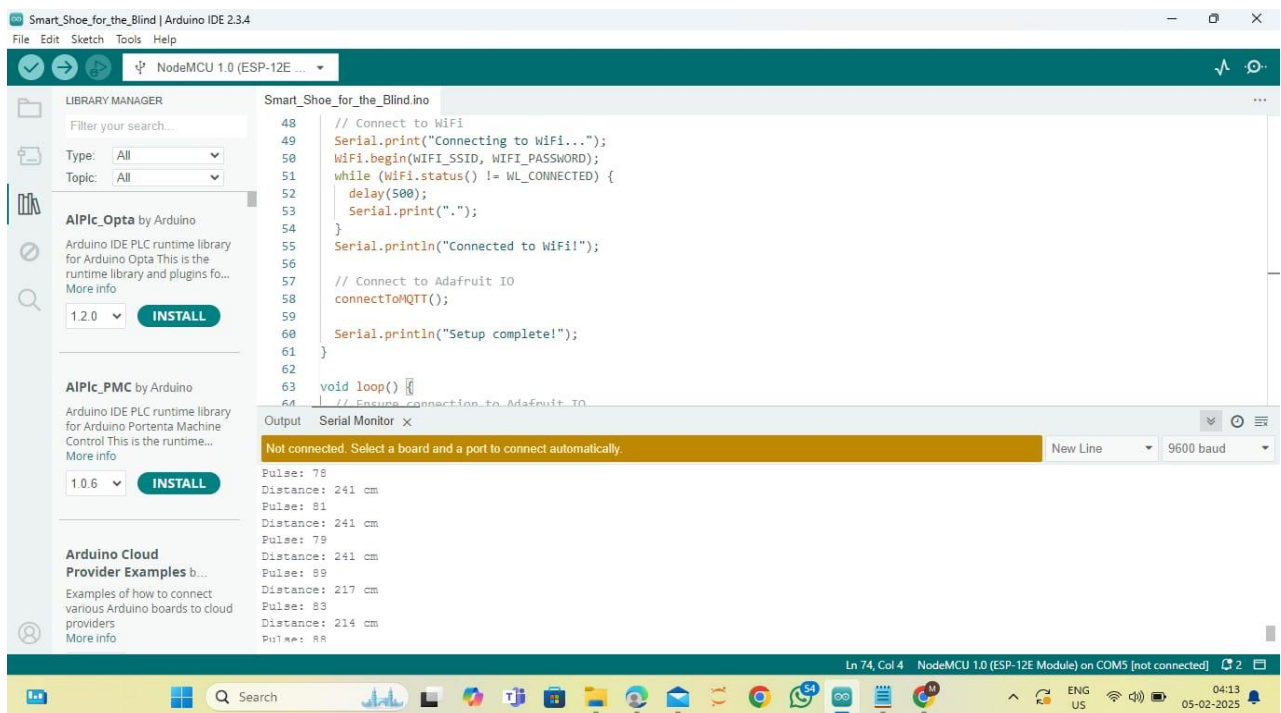 Smart_Shoe_for_the_Blind | Arduino IDE 2.3.4
File Edit Sketch Tools Help
NodeMCU 1.0 (ESP-12E ...
LIBRARY MANAGER
Filter your search...
Type: All
Topic: All
AlPlc_Opta by Arduino
Arduino IDE PLC runtime library
for Arduino Opta This is the
runtime library and plugins fo...
More info
1.2.0 INSTALL
AlPlc_PMC by Arduino
Arduino IDE PLC runtime library
for Arduino Portenta Machine
Control This is the runtime...
More info
1.0.6 INSTALL
Arduino Cloud
Provider Examples b...
Examples of how to connect
various Arduino boards to cloud
providers
More info
Smart_Shoe_for_the_Blind.ino
48 // Connect to WiFi
49 Serial.print("Connecting to WiFi...");
50 WiFi.begin(WIFI_SSID, WIFI_PASSWORD);
51 while (WiFi.status() != WL_CONNECTED) {
52 delay(500);
53 Serial.print(".");
54 }
55 Serial.println("Connected to WiFi!");
56
57 // Connect to Adafruit IO
58 connectToMQTT();
59
60 Serial.println("Setup complete!");
61 }
62
63 void loop() {
64 // Ensure connection to Adafruit IO
Output Serial Monitor
Not connected. Select a board and a port to connect automatically.
New Line 9600 baud
Pulse: 78
Distance: 241 cm
Pulse: 81
Distance: 241 cm
Pulse: 79
Distance: 241 cm
Pulse: 89
Distance: 217 cm
Pulse: 83
Distance: 214 cm
Pulse: 88
Ln 74, Col 4 NodeMCU 1.0 (ESP-12E Module) on COM5 [not connected] 2
Search
54
M
ENG
US
04:13
05-02-2025